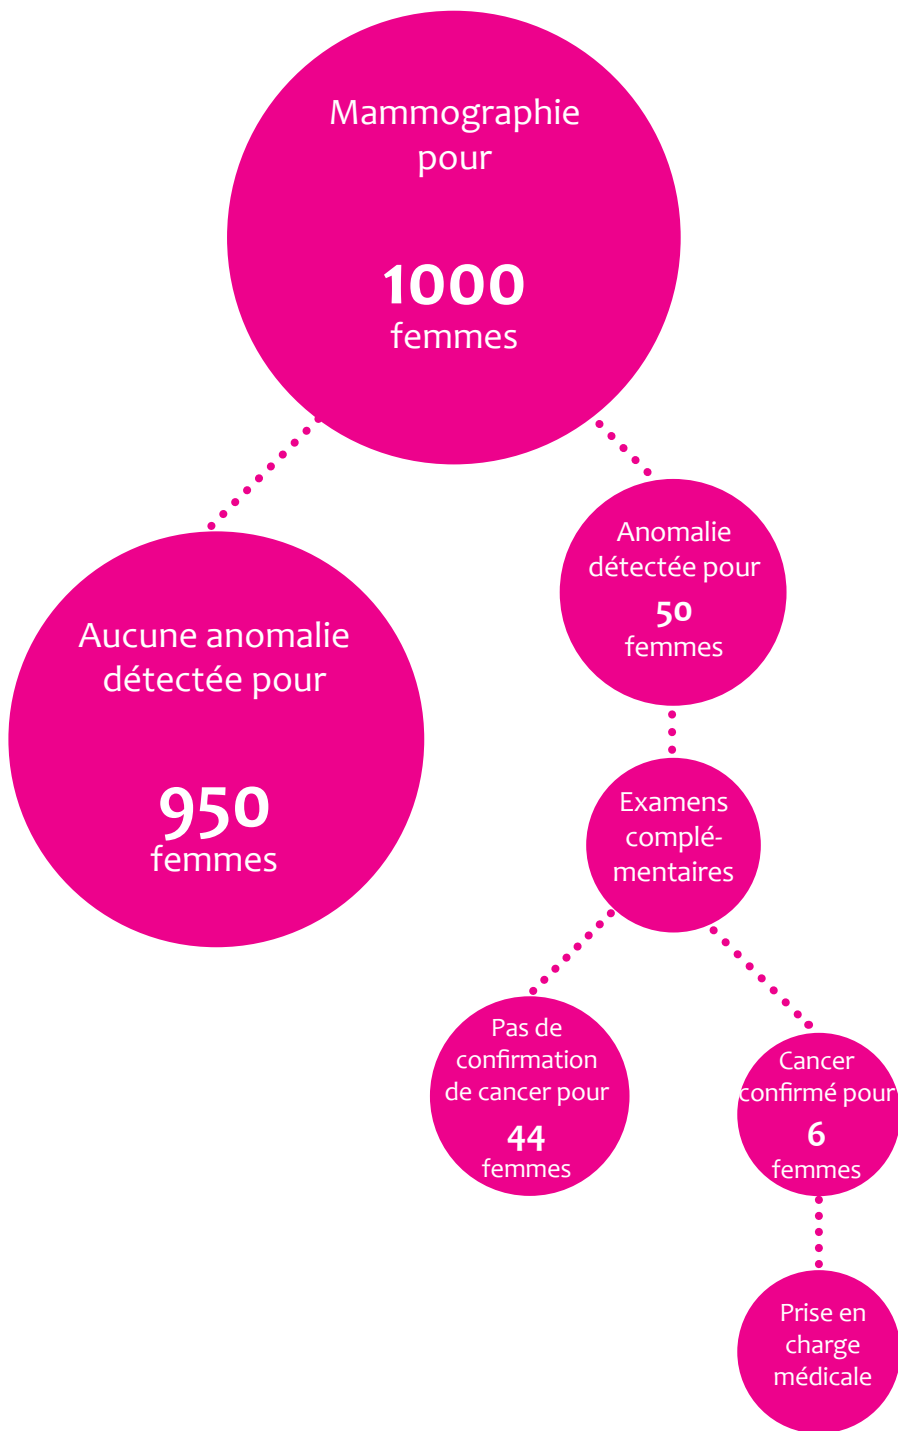 Mammographie
pour
1000
femmes
Aucune anomalie
détectée pour
950
femmes
Anomalie
détectée pour
50
femmes
Examens
complé-
mentaires
Pas de
confirmation
de cancer pour
44
femmes
Cancer
confirmé pour
6
femmes
Prise en
charge
médicale